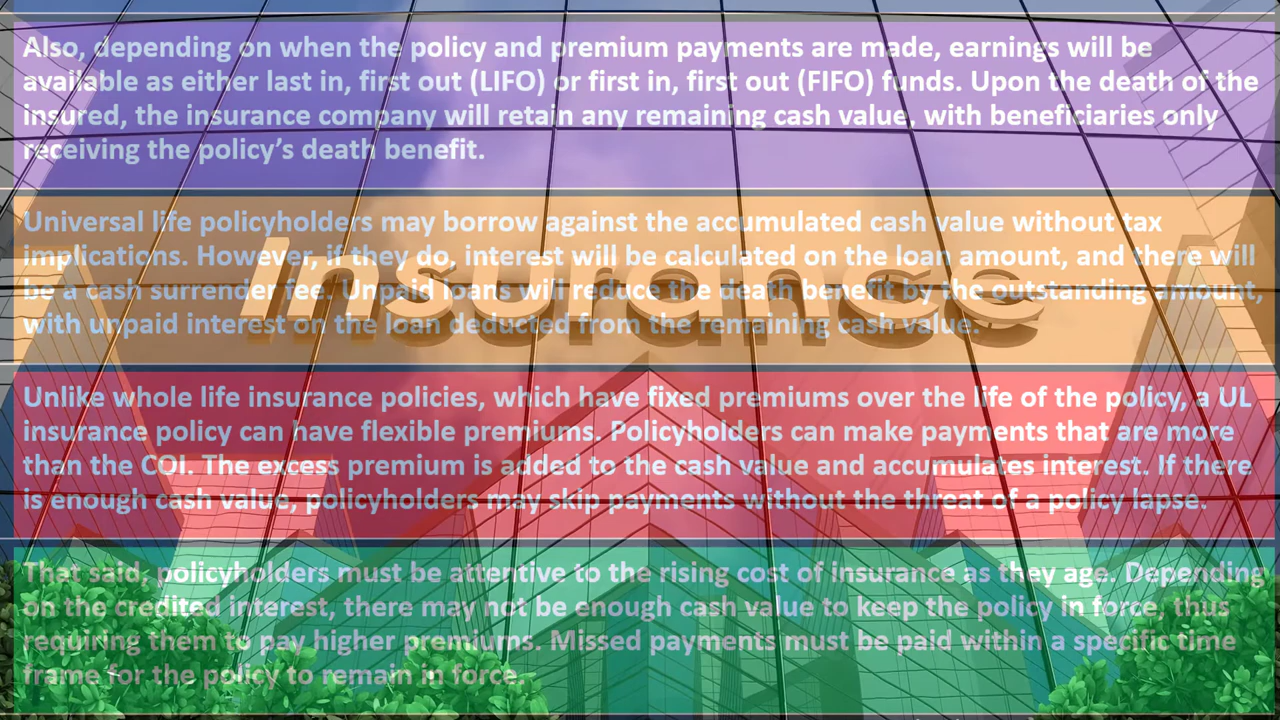 Also, depending on when the policy and premium payments are made, earnings will be
available as either last in, first out (LIFO) or first in, first out (FIFO) funds. Upon the death of the
insured, the insurance company will retain any remaining cash value, with beneficiaries only
receiving the policy’s death benefit.
Universal life policyholders may borrow against the accumulated cash value without tax
implications. However, if they do, interest will be calculated on the loan amount, and there will
be a cash surrender fee. Unpaid loans will reduce the death benefit by the outstanding amount,
with unpaid interest on the loan deducted from the remaining cash value.
Insurance
Unlike whole life insurance policies, which have fixed premiums over the life of the policy, a UL
insurance policy can have flexible premiums. Policyholders can make payments that are more
than the COI. The excess premium is added to the cash value and accumulates interest. If there
is enough cash value, policyholders may skip payments without the threat of a policy lapse.
That said, policyholders must be attentive to the rising cost of insurance as they age. Depending
on the credited interest, there may not be enough cash value to keep the policy in force, thus
requiring them to pay higher premiums. Missed payments must be paid within a specific time
frame for the policy to remain in force.